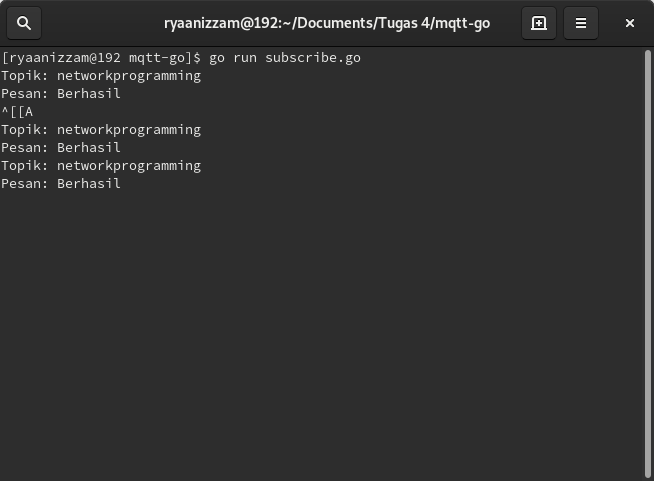 ryaanizzam@192:~/Documents/Tugas 4/mqtt-go
[ryaanizzam@192 mqtt-go]$ go run subscribe.go
Topik: networkprogramming
Pesan: Berhasil
^[[A
Topik: networkprogramming
Pesan: Berhasil
Topik: networkprogramming
Pesan: Berhasil